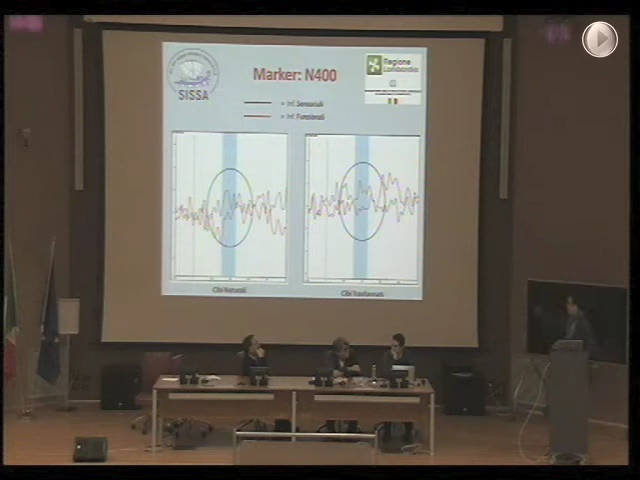 SISSA
Marker: N400
Regione
Lombardia
+ Inf. Sensoriali
+ Inf. Funzionali
Cibi Naturali
Cibi Trasformati